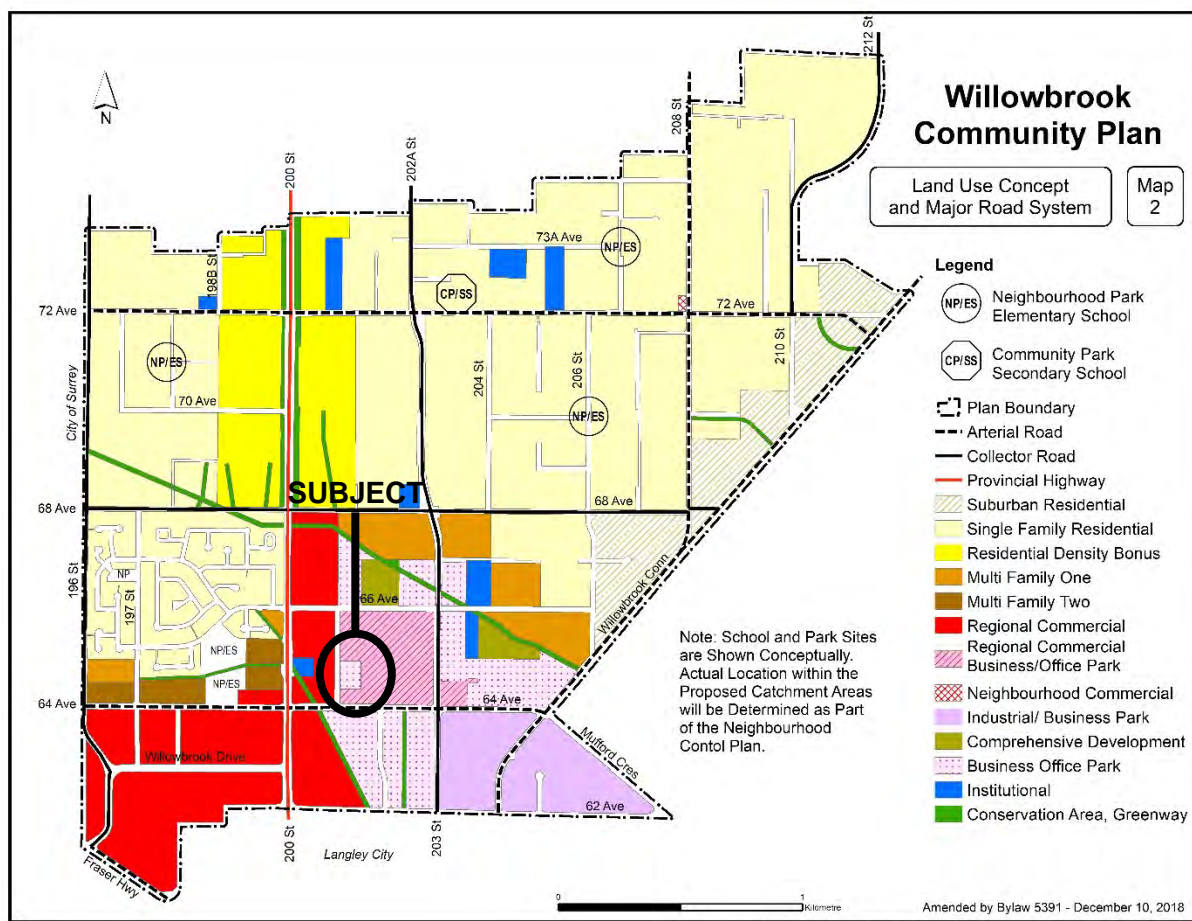 Willowbrook
Community Plan
Land Use Concept
and Major Road System
Map
2
Legend
NP/ES
Neighbourhood Park
Elementary School
CP/SS
Community Park
Secondary School
Plan Boundary
Arterial Road
Collector Road
Provincial Highway
Suburban Residential
Single Family Residential
Residential Density Bonus
Multi Family One
Multi Family Two
Regional Commercial
Regional Commercial
Business/Office Park
Neighbourhood Commercial
Industrial/ Business Park
Comprehensive Development
Business Office Park
Institutional
Conservation Area, Greenway
N
212 St
208 St
202A St
200 St
198B St
73A Ave
NP/ES
CP/SS
72 Ave
72 Ave
NP/ES
City of Surrey
70 Ave
204 St
206 St
210 St
NP/ES
SUBJECT
68 Ave
68 Ave
196 St
197 St
NP
66 Ave
Willowbrook Conn
NP/ES
NP/ES
64 Ave
64 Ave
Willowbrook Drive
Mufford Cres
62 Ave
200 St
Langley City
203 St
Fraser Hwy
Note: School and Park Sites
are Shown Conceptually.
Actual Location within the
Proposed Catchment Areas
will be Determined as Part
of the Neighbourhood
Contol Plan.
0
1
Kilometre
Amended by Bylaw 5391 - December 10, 2018